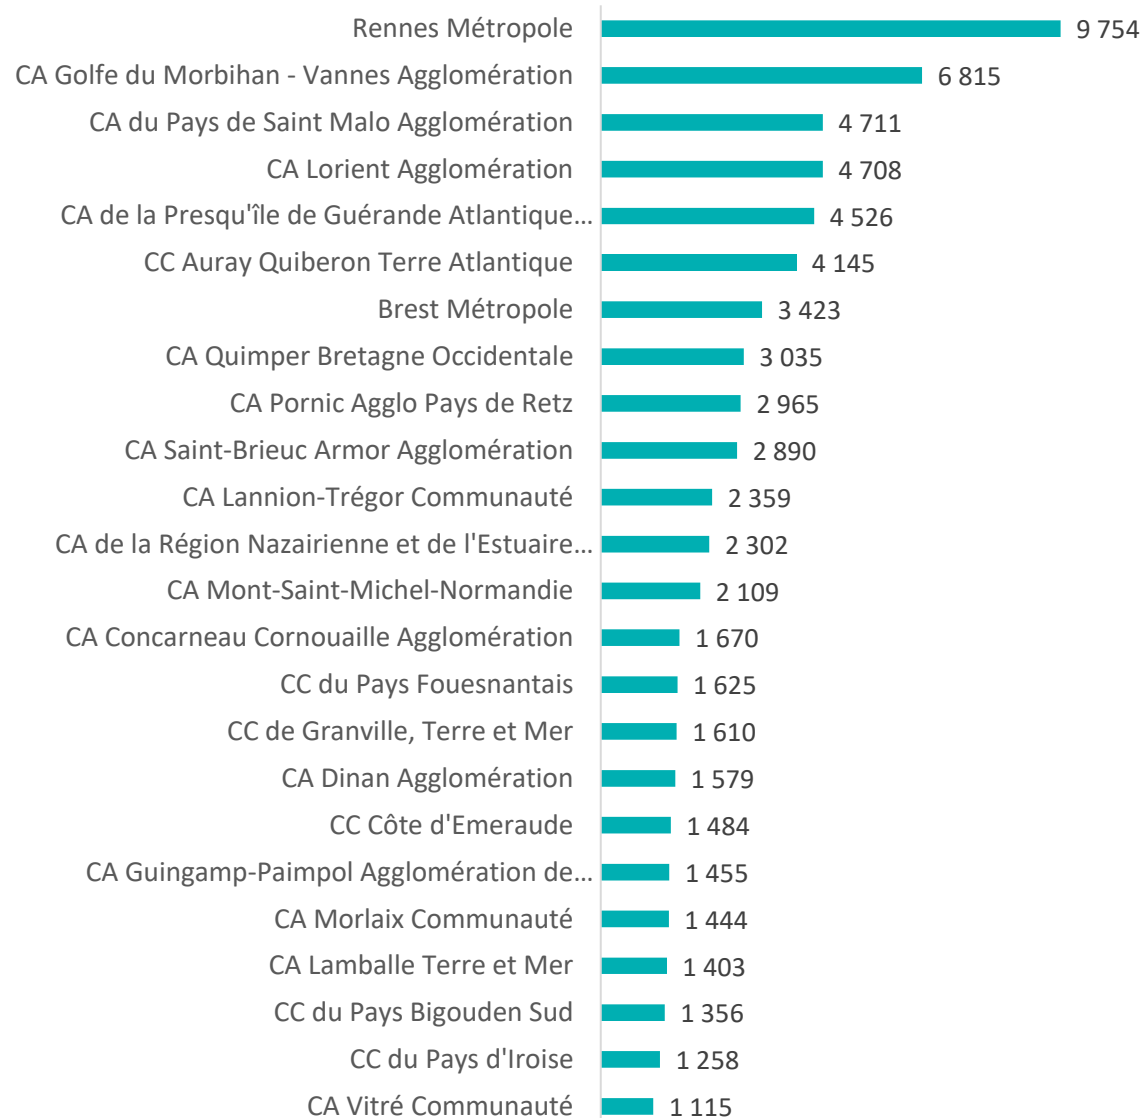 Rennes Métropole 9 754
CA Golfe du Morbihan - Vannes Agglomération 6 815
CA du Pays de Saint Malo Agglomération 4 711
CA Lorient Agglomération 4 708
CA de la Presqu'île de Guérande Atlantique... 4 526
CC Auray Quiberon Terre Atlantique 4 145
Brest Métropole 3 423
CA Quimper Bretagne Occidentale 3 035
CA Pornic Agglo Pays de Retz 2 965
CA Saint-Brieuc Armor Agglomération 2 890
CA Lannion-Trégor Communauté 2 359
CA de la Région Nazairienne et de l'Estuaire... 2 302
CA Mont-Saint-Michel-Normandie 2 109
CA Concarneau Cornouaille Agglomération 1 670
CC du Pays Fouesnantais 1 625
CC de Granville, Terre et Mer 1 610
CA Dinan Agglomération 1 579
CC Côte d'Emeraude 1 484
CA Guingamp-Paimpol Agglomération de... 1 455
CA Morlaix Communauté 1 444
CA Lamballe Terre et Mer 1 403
CC du Pays Bigouden Sud 1 356
CC du Pays d'Iroise 1 258
CA Vitré Communauté 1 115